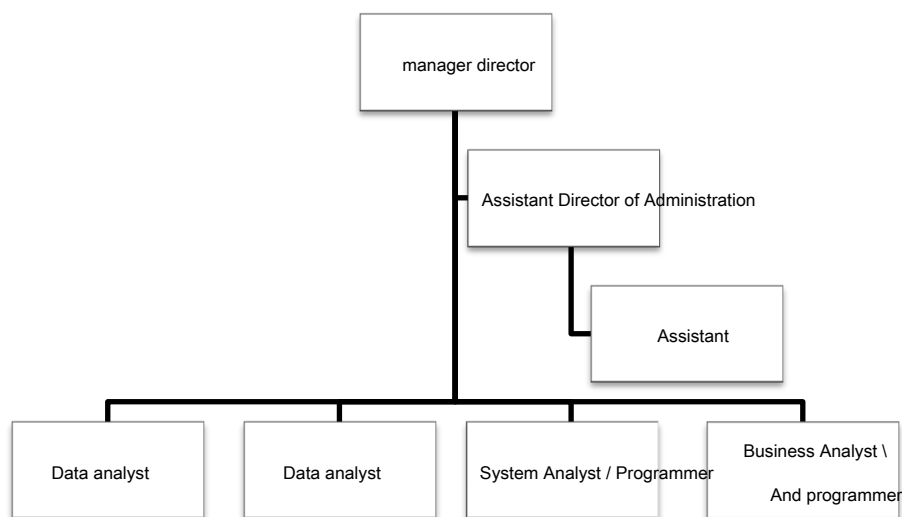 manager director
Assistant Director of Administration
Assistant
Data analyst
Data analyst
System Analyst / Programmer
Business Analyst \
And programmer